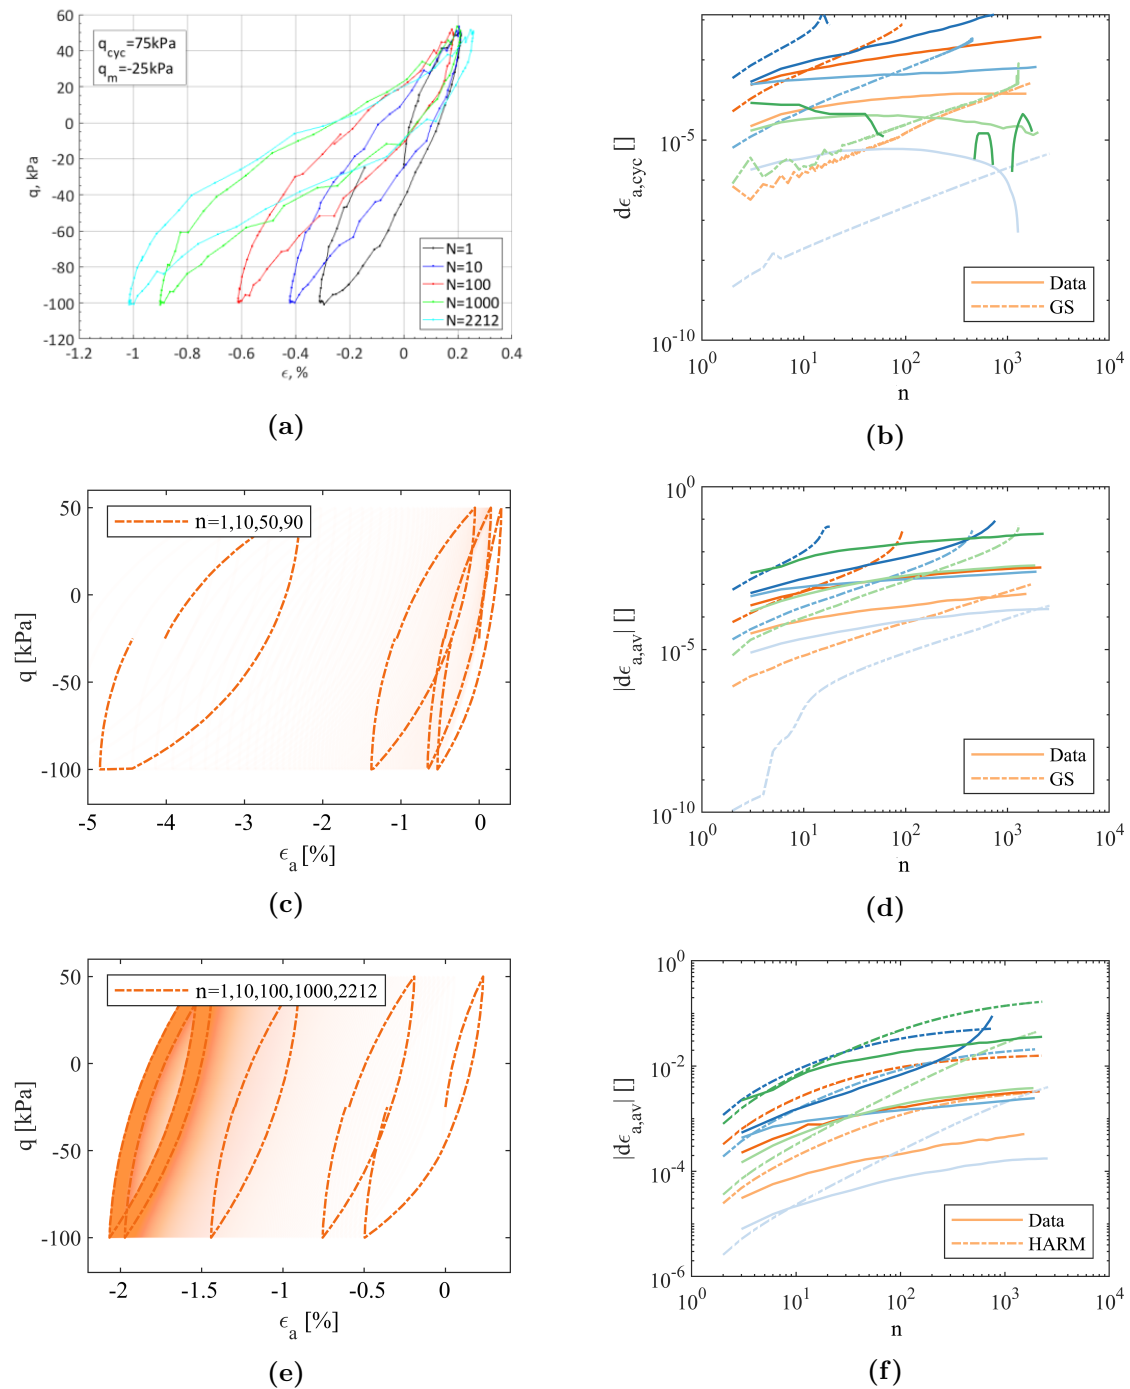 60
40
20
0
-20
-40
-60
-80
-100
-120
q, kPa
q_cyc=75kPa
q_m=-25kPa
N=1
N=10
N=100
N=1000
N=2212
-1.2 -1 -0.8 -0.6 -0.4 -0.2 0 0.2 0.4
ϵ, %
(a)
10^-5
10^-10
dϵ_a,cyc []
Data
GS
10^0 10^1 10^2 10^3 10^4
n
(b)
50
0
-50
-100
q [kPa]
n=1,10,50,90
-5 -4 -3 -2 -1 0
ϵ_a [%]
(c)
10^0
10^-5
10^-10
|dϵ_a,av| []
Data
GS
10^0 10^1 10^2 10^3 10^4
n
(d)
50
0
-50
-100
q [kPa]
n=1,10,100,1000,2212
-2 -1.5 -1 -0.5 0
ϵ_a [%]
(e)
10^0
10^-2
10^-4
10^-6
|dϵ_a,av| []
Data
HARM
10^0 10^1 10^2 10^3 10^4
n
(f)